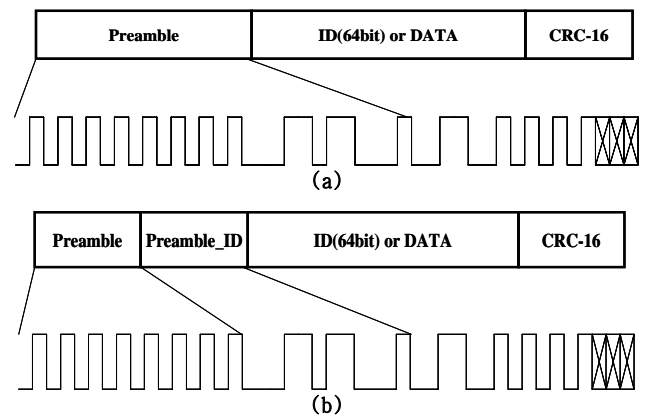 Preamble ID(64bit) or DATA CRC-16
(a)
Preamble Preamble_ID ID(64bit) or DATA CRC-16
(b)